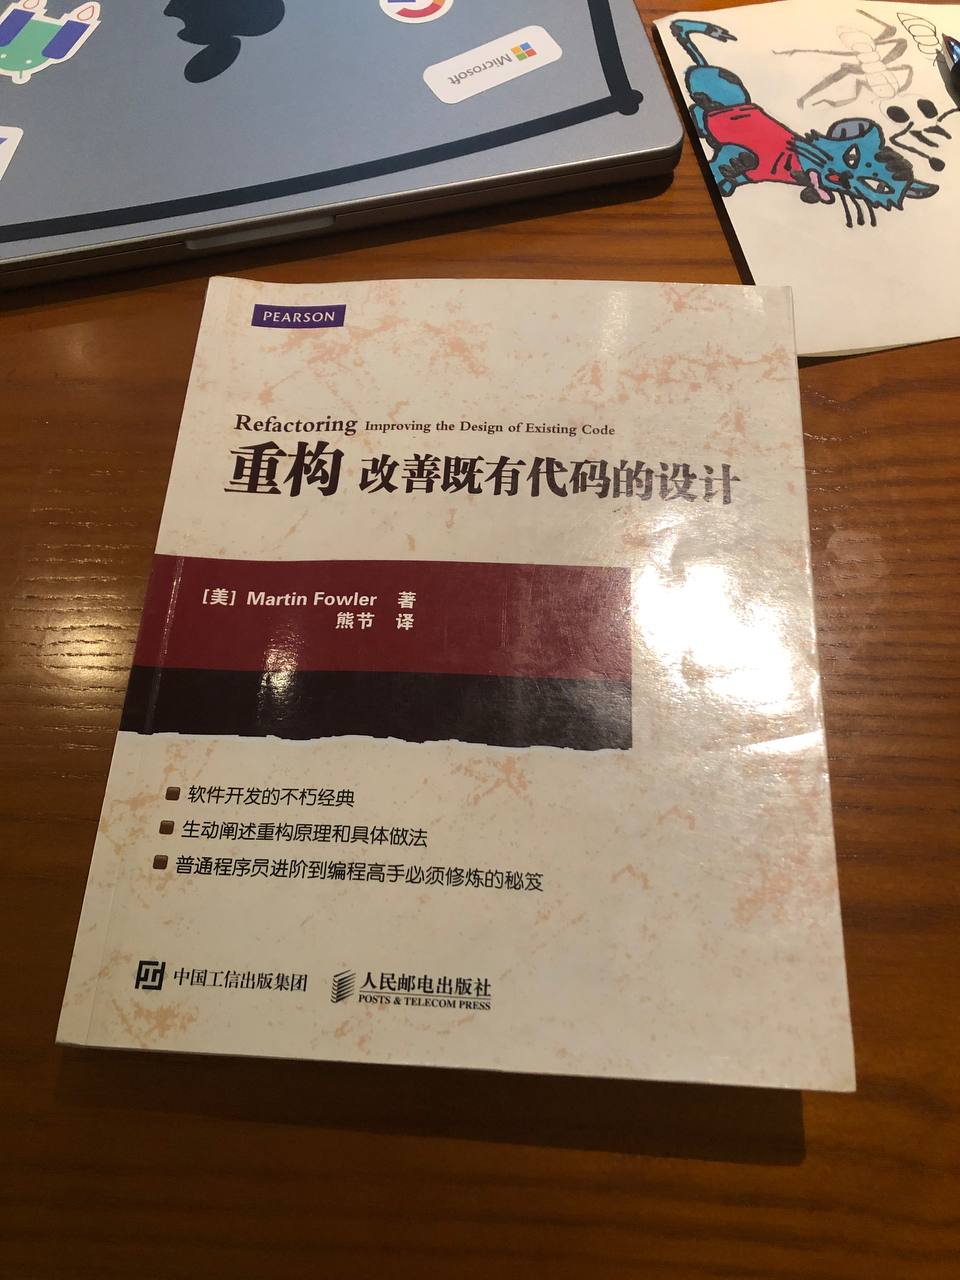 Microsoft
PEARSON
Refactoring Improving the Design of Existing Code
重构 改善既有代码的设计
[美] Martin Fowler 著
熊节 译
软件开发的不朽经典
生动阐述重构原理和具体做法
普通程序员进阶到编程高手必须修炼的秘笈
中国工信出版集团
人民邮电出版社
POSTS & TELECOM PRESS